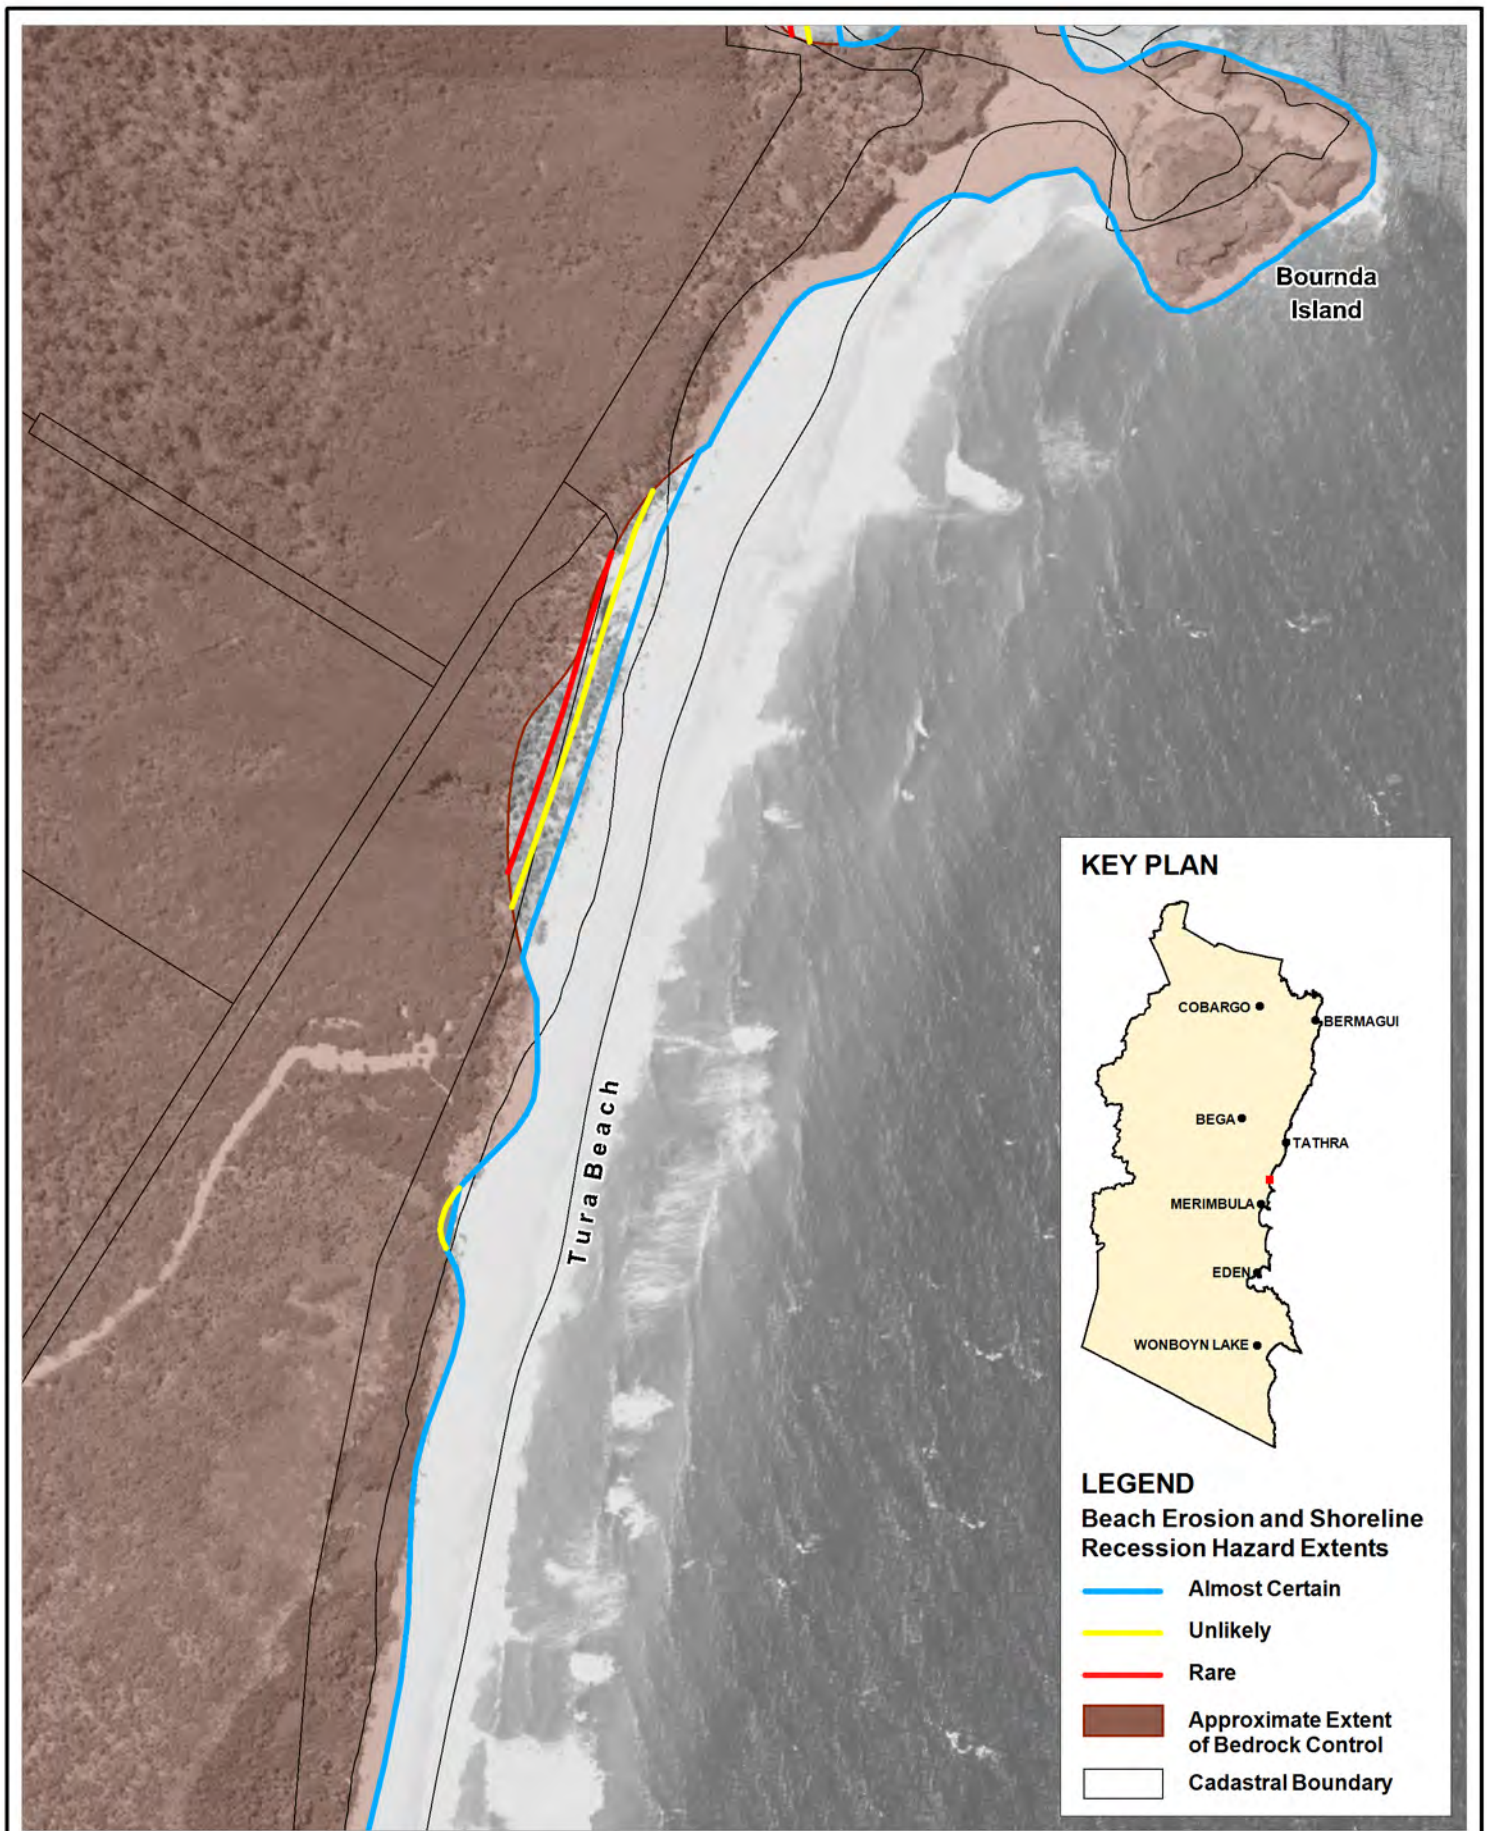 Bournda
Island
Tura Beach
KEY PLAN
COBARGO
BERMAGUI
BEGA
TATHRA
MERIMBULA
EDEN
WONBOYN LAKE
LEGEND
Beach Erosion and Shoreline
Recession Hazard Extents
Almost Certain
Unlikely
Rare
Approximate Extent
of Bedrock Control
Cadastral Boundary